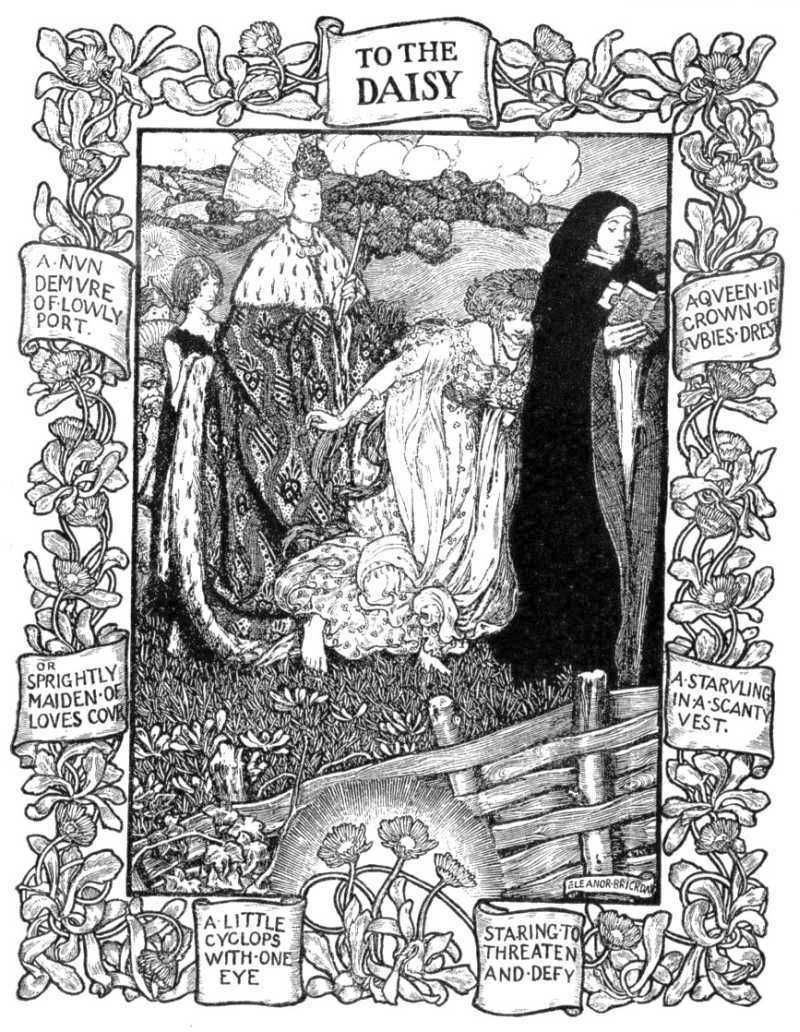 TO THE
DAISY
A·NVN
DEMVRE
OF·LOWLY
PORT.
A QVEEN·IN
CROWN·OF
RVBIES·DREST
OR
SPRIGHTLY
MAIDEN·OF
LOVES COVR
A·STARVLING
IN·A·SCANTY
VEST.
A·LITTLE
CYCLOPS
WITH·ONE
EYE
STARING·TO
THREATEN
AND·DEFY
ELEANOR·BRICKDALE